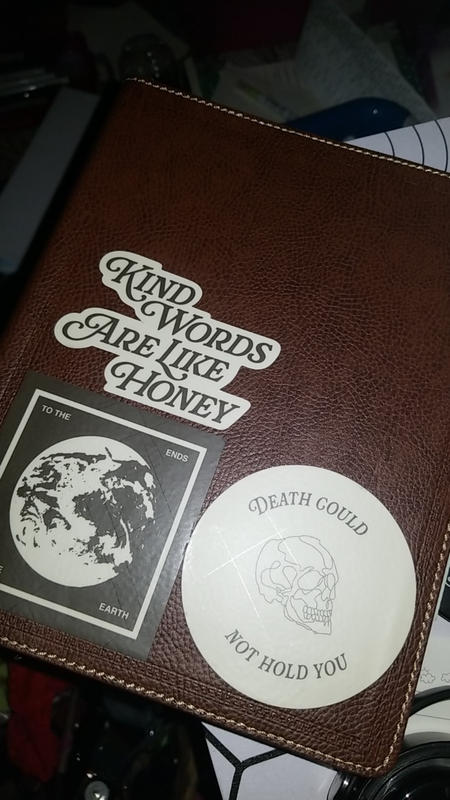 KIND
WORDS
ARE LIKE
HONEY
TO THE
ENDS
EARTH
DEATH COULD
NOT HOLD YOU